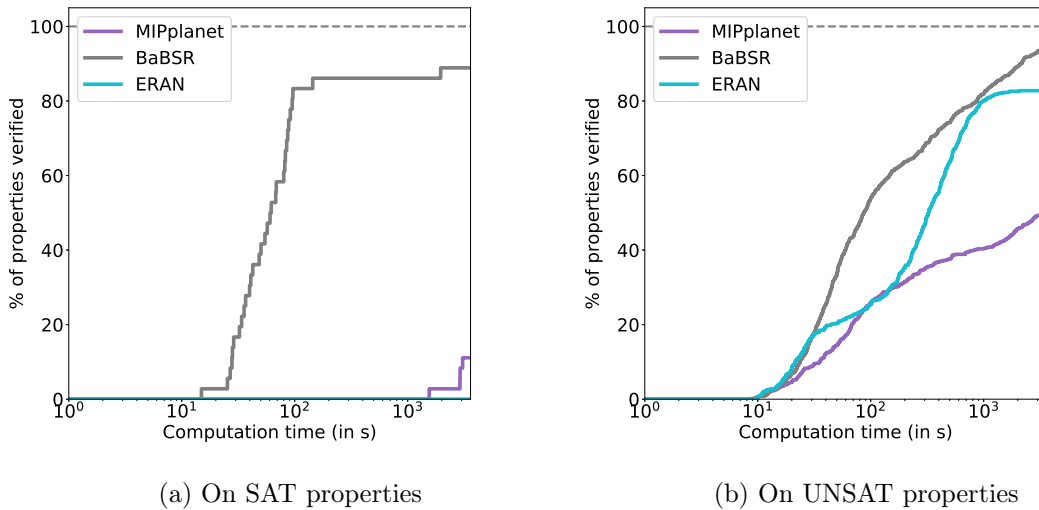 100
80
60
40
20
0
% of properties verified
MIPplanet
BaBSR
ERAN
10^0
10^1
10^2
10^3
Computation time (in s)
(a) On SAT properties
100
80
60
40
20
0
% of properties verified
MIPplanet
BaBSR
ERAN
10^0
10^1
10^2
10^3
Computation time (in s)
(b) On UNSAT properties